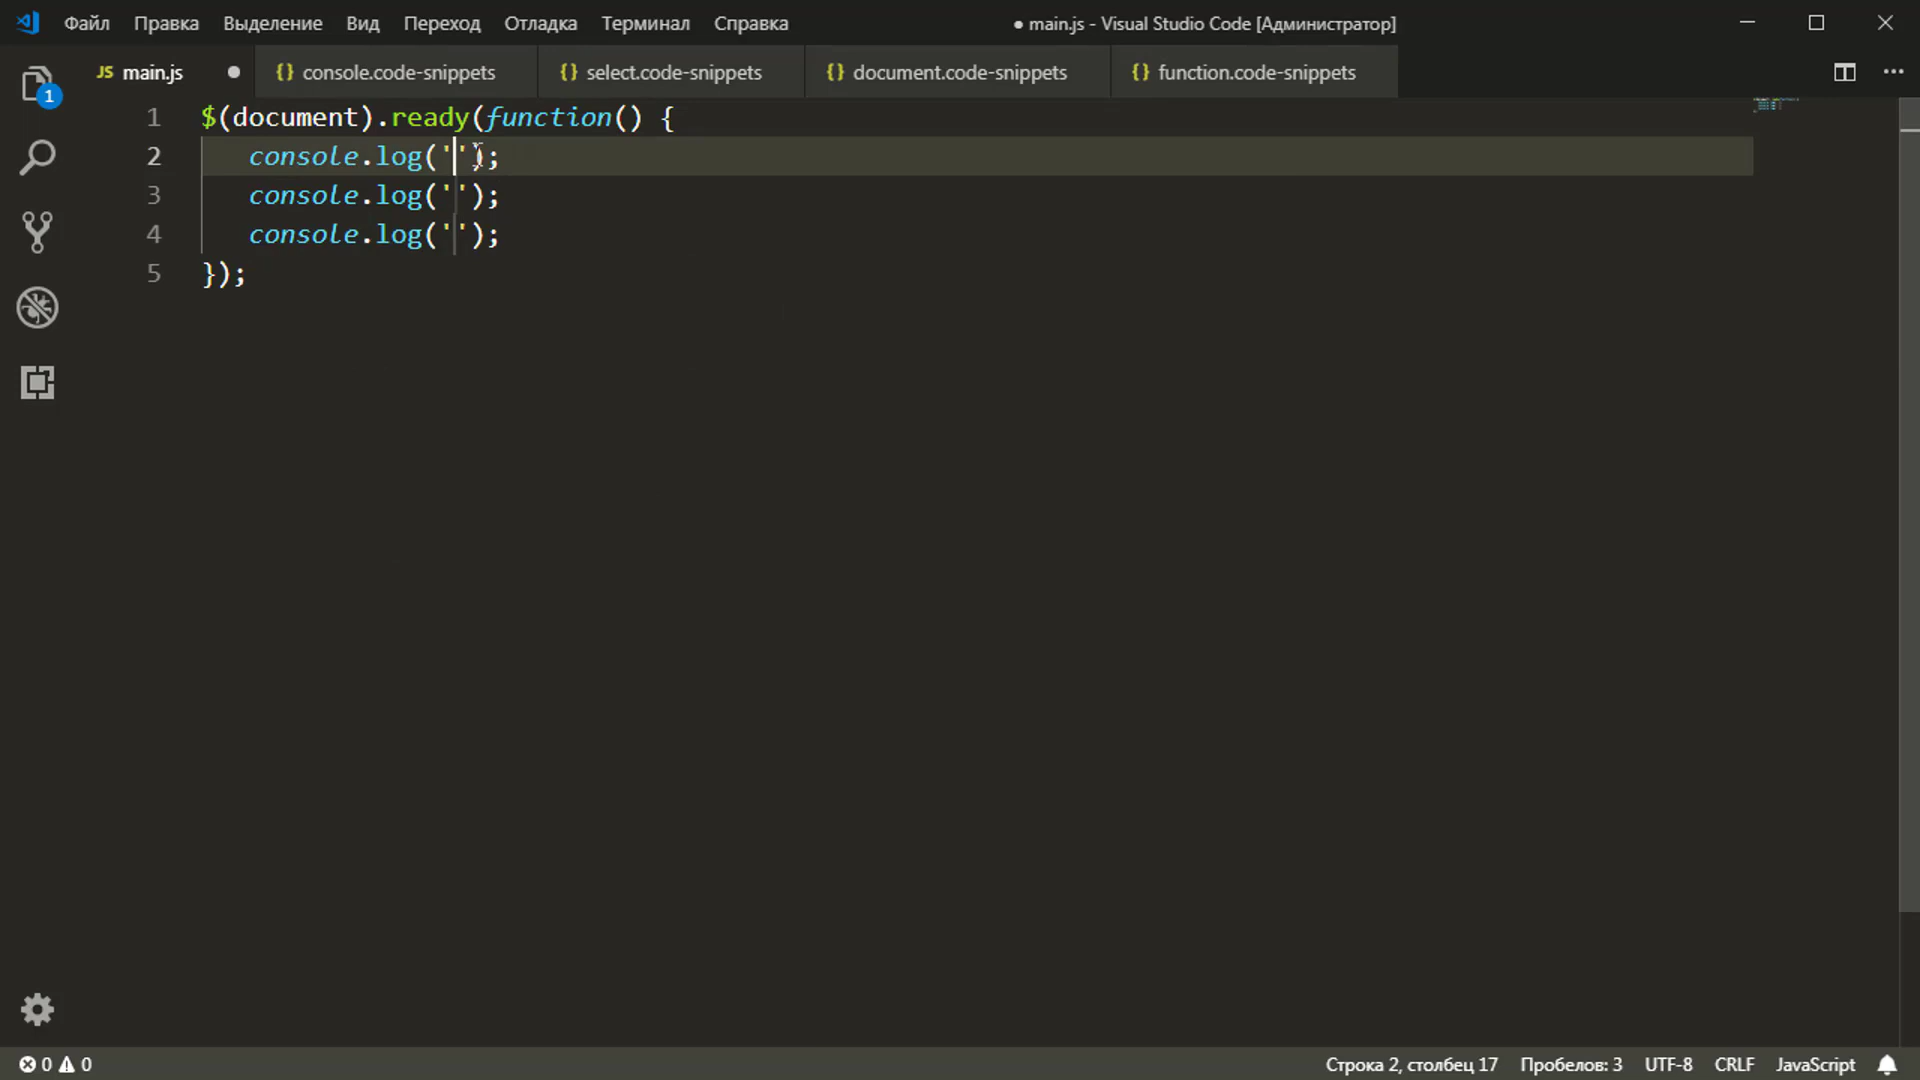 Файл Правка Выделение Вид Переход Отладка Терминал Справка ● main.js - Visual Studio Code [Администратор]
JS main.js ● {} console.code-snippets {} select.code-snippets {} document.code-snippets {} function.code-snippets
1
1 $(document).ready(function() {
2 console.log('');
3 console.log('');
4 console.log('');
5 });
0 0 Строка 2, столбец 17 Пробелов: 3 UTF-8 CRLF JavaScript